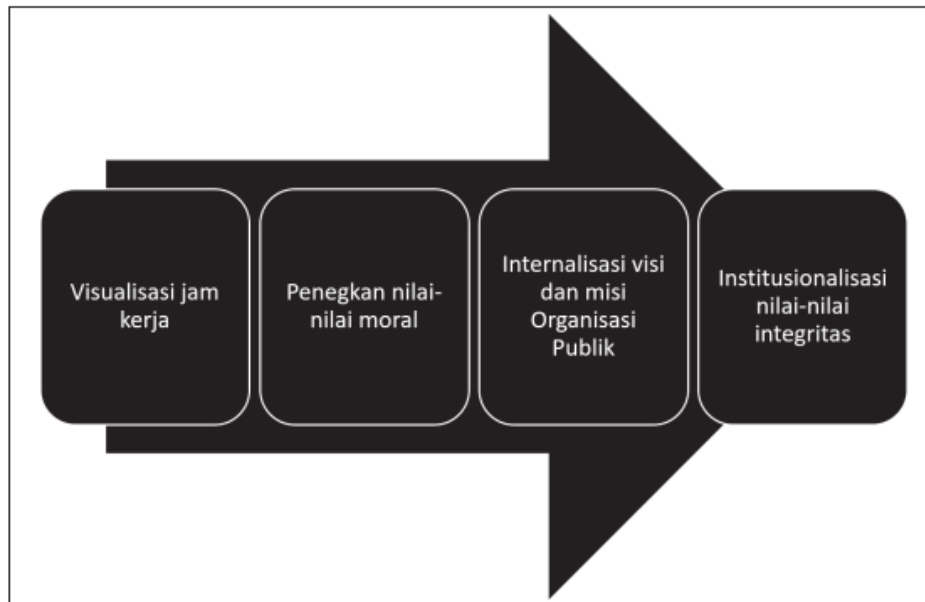 Visualisasi jam
kerja
Penegkan nilai-
nilai moral
Internalisasi visi
dan misi
Organisasi
Publik
Institusionalisasi
nilai-nilai
integritas